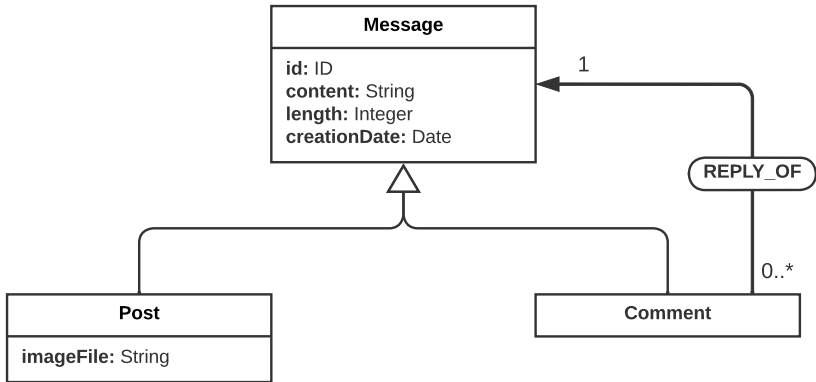 Message
id: ID
content: String
length: Integer
creationDate: Date
1
REPLY_OF
0..*
Post
imageFile: String
Comment